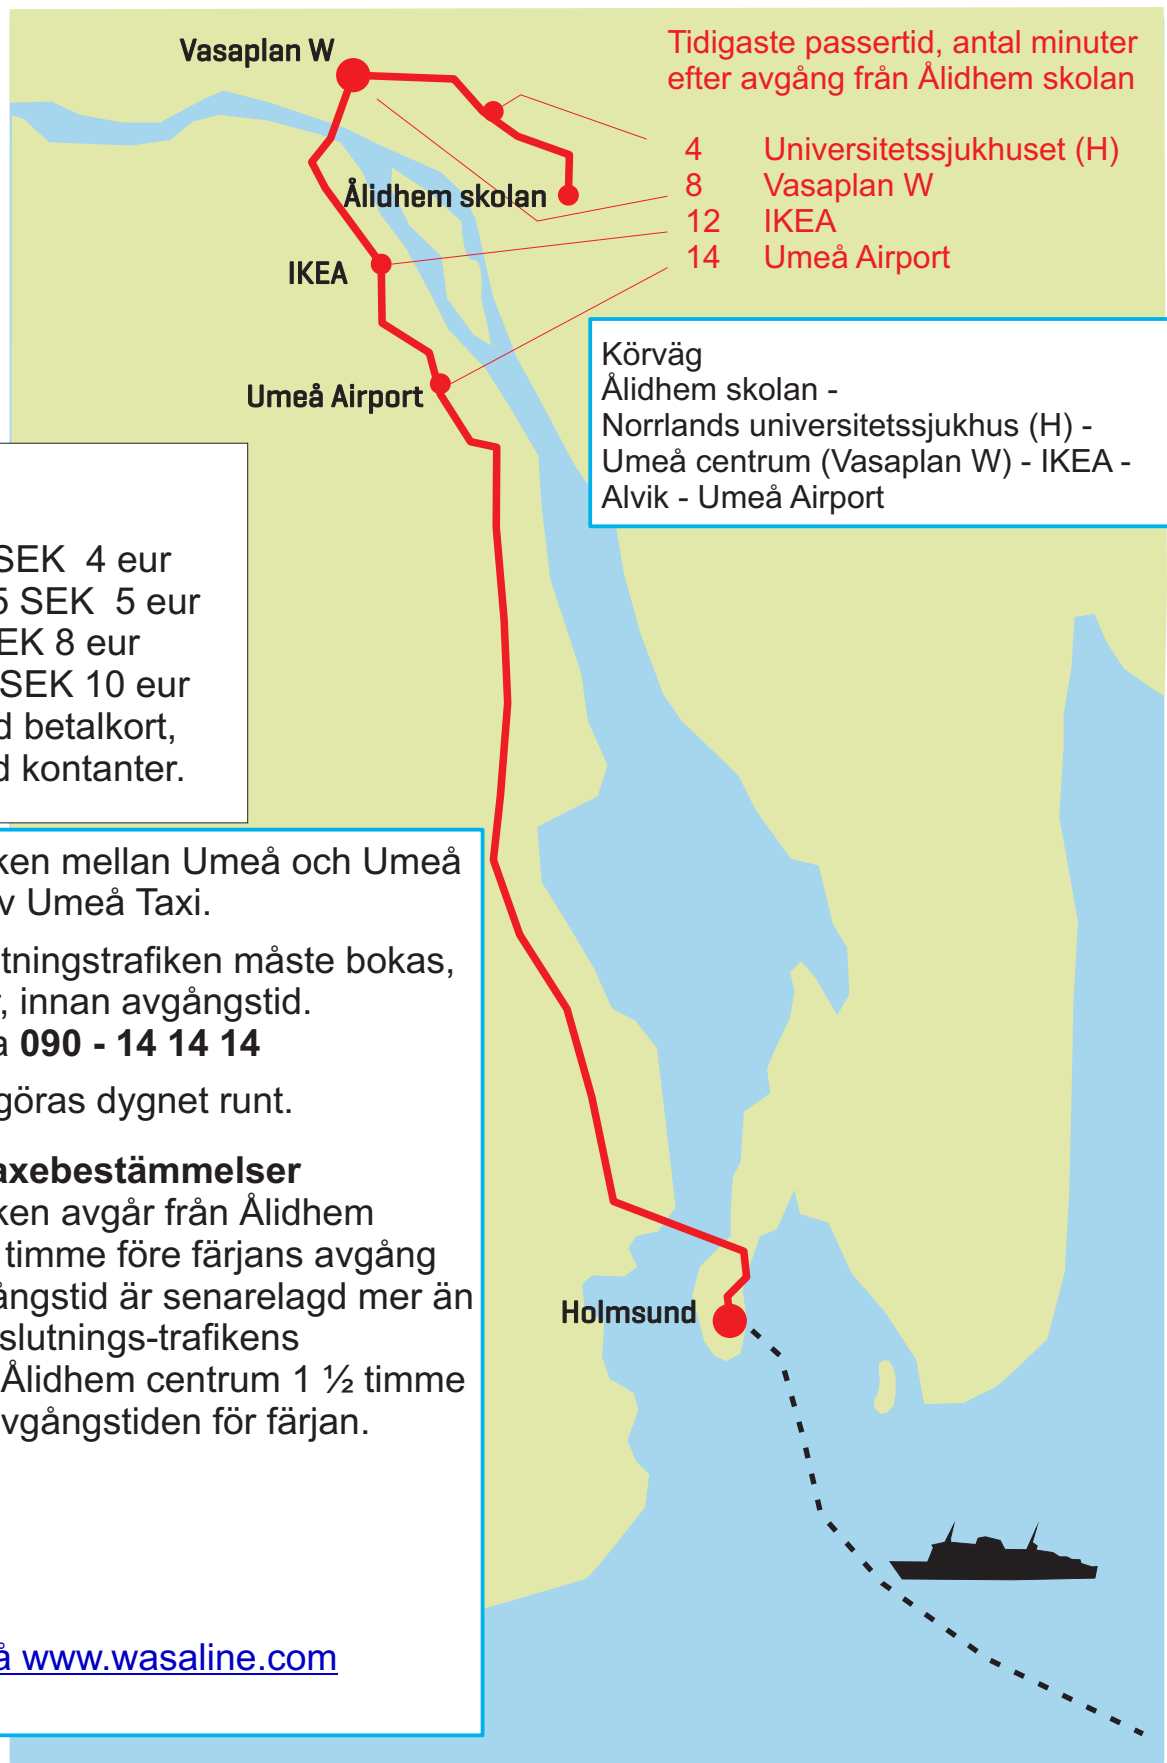 Vasaplan W
Tidigaste passertid, antal minuter
efter avgång från Ålidhem skolan
4 Universitetssjukhuset (H)
8 Vasaplan W
12 IKEA
14 Umeå Airport
Ålidhem skolan
IKEA
Umeå Airport
Körväg
Ålidhem skolan -
Norrlands universitetssjukhus (H) -
Umeå centrum (Vasaplan W) - IKEA -
Alvik - Umeå Airport
SEK 4 eur
5 SEK 5 eur
EK 8 eur
SEK 10 eur
d betalkort,
d kontanter.
ken mellan Umeå och Umeå
v Umeå Taxi.
tningstrafiken måste bokas,
, innan avgångstid.
a 090 - 14 14 14
göras dygnet runt.
axebestämmelser
ken avgår från Ålidhem
timme före färjans avgång
ångstid är senarelagd mer än
slutnings-trafikens
Ålidhem centrum 1 ½ timme
vgångstiden för färjan.
Holmsund
å www.wasaline.com